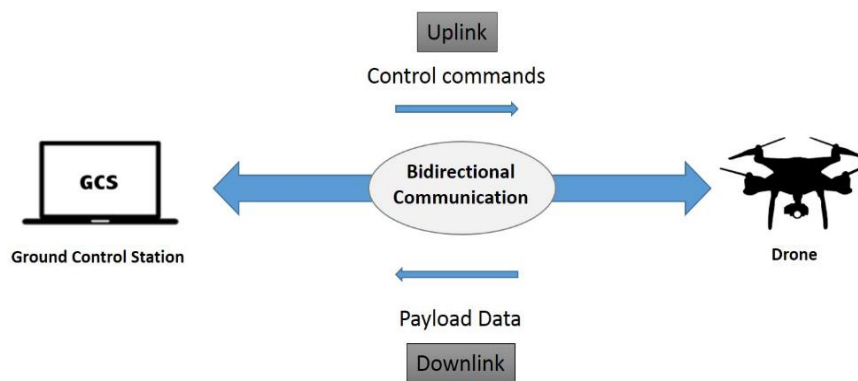 Uplink
Control commands
GCS
Bidirectional
Communication
Ground Control Station
Drone
Payload Data
Downlink